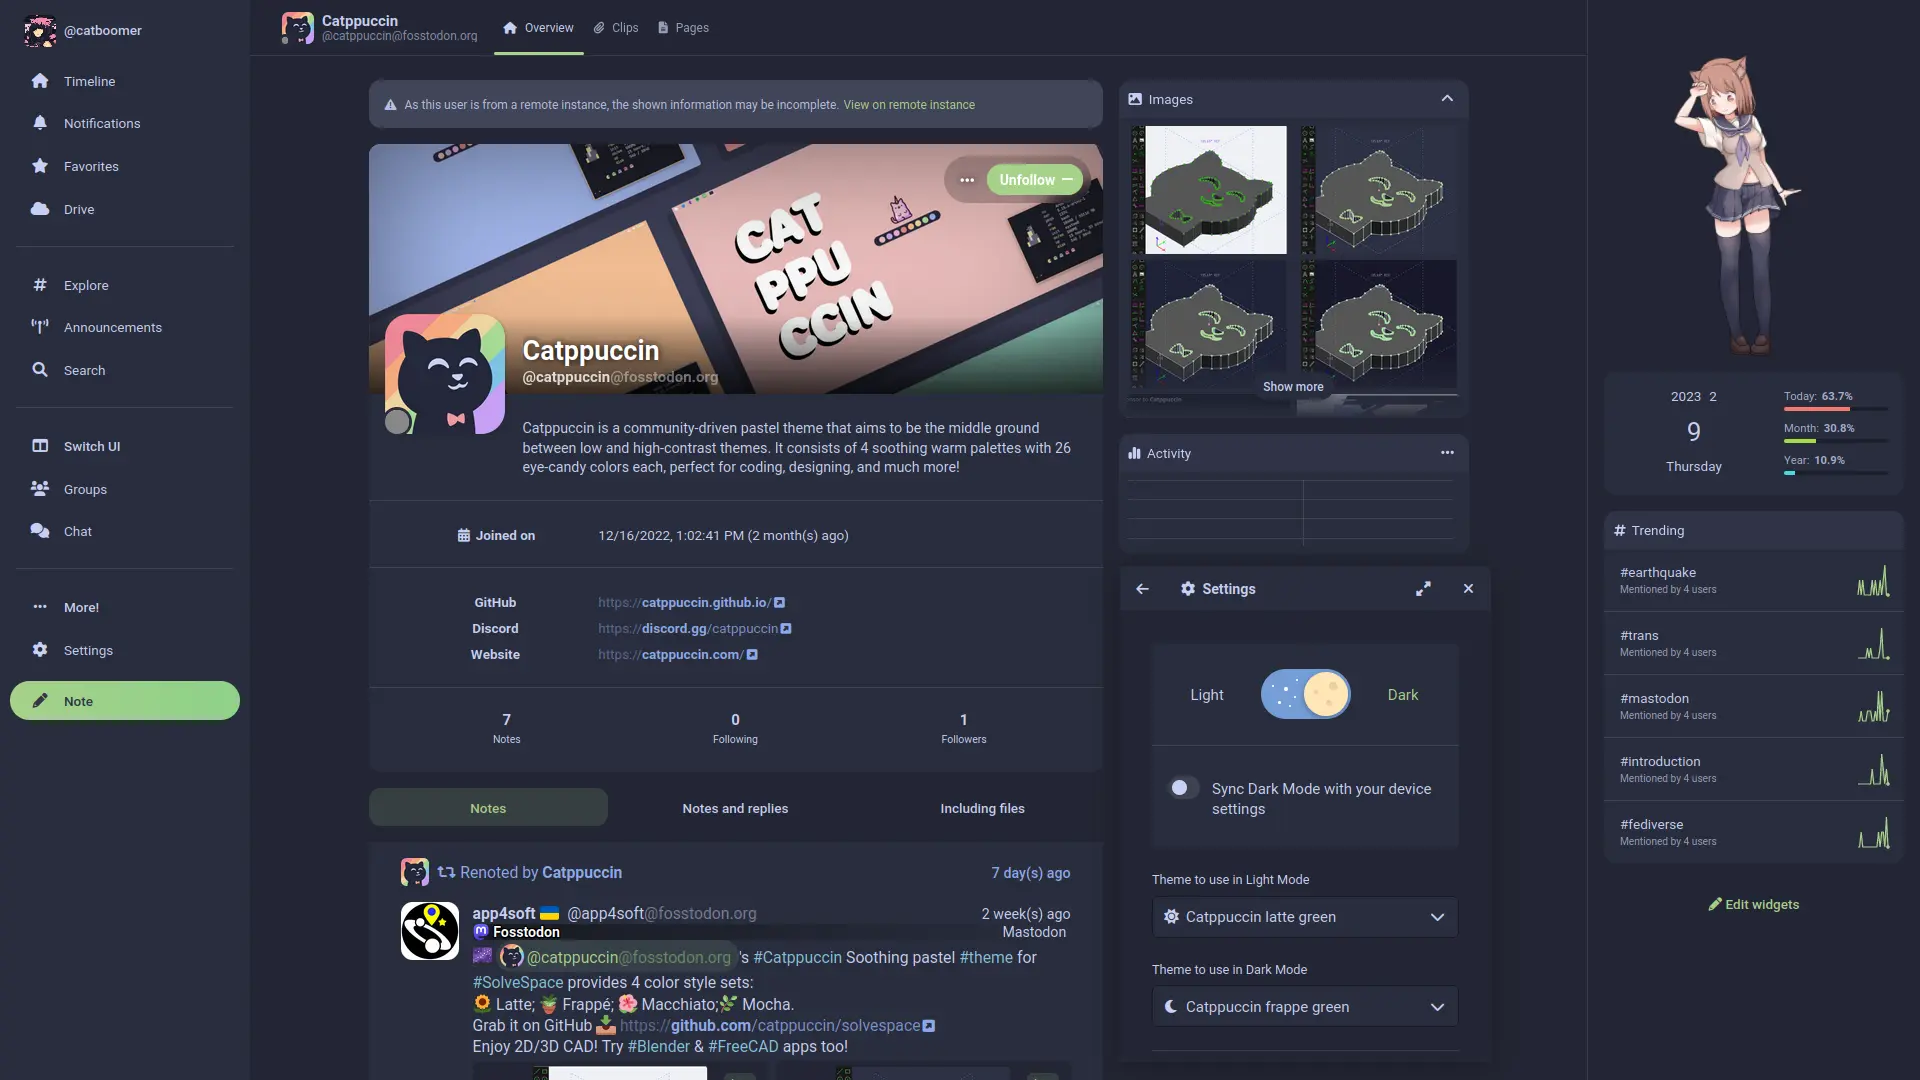 @catboomer
Timeline
Notifications
Favorites
Drive
Explore
Announcements
Search
Switch UI
Groups
Chat
More!
Settings
Note
Catppuccin
@catppuccin@fosstodon.org
Overview
Clips
Pages
As this user is from a remote instance, the shown information may be incomplete. View on remote instance
Unfollow
CAT
PPU
CCIN
Catppuccin
@catppuccin@fosstodon.org
Catppuccin is a community-driven pastel theme that aims to be the middle ground
between low and high-contrast themes. It consists of 4 soothing warm palettes with 26
eye-candy colors each, perfect for coding, designing, and much more!
Joined on 12/16/2022, 1:02:41 PM (2 month(s) ago)
GitHub https://catppuccin.github.io/
Discord https://discord.gg/catppuccin
Website https://catppuccin.com/
7 0 1
Notes Following Followers
Notes
Notes and replies
Including files
Renoted by Catppuccin 7 day(s) ago
app4soft @app4soft@fosstodon.org 2 week(s) ago
Fosstodon Mastodon
@catppuccin@fosstodon.org 's #Catppuccin Soothing pastel #theme for
#SolveSpace provides 4 color style sets:
🌻 Latte; 🪴 Frappé; 🌺 Macchiato;🌿 Mocha.
Grab it on GitHub 📥 https://github.com/catppuccin/solvespace
Enjoy 2D/3D CAD! Try #Blender & #FreeCAD apps too!
Images
Show more
Activity
Settings
Light Dark
Sync Dark Mode with your device
settings
Theme to use in Light Mode
Catppuccin latte green
Theme to use in Dark Mode
Catppuccin frappe green
2023 2
9
Thursday
Today: 63.7%
Month: 30.8%
Year: 10.9%
# Trending
#earthquake
Mentioned by 4 users
#trans
Mentioned by 4 users
#mastodon
Mentioned by 4 users
#introduction
Mentioned by 4 users
#fediverse
Mentioned by 4 users
Edit widgets